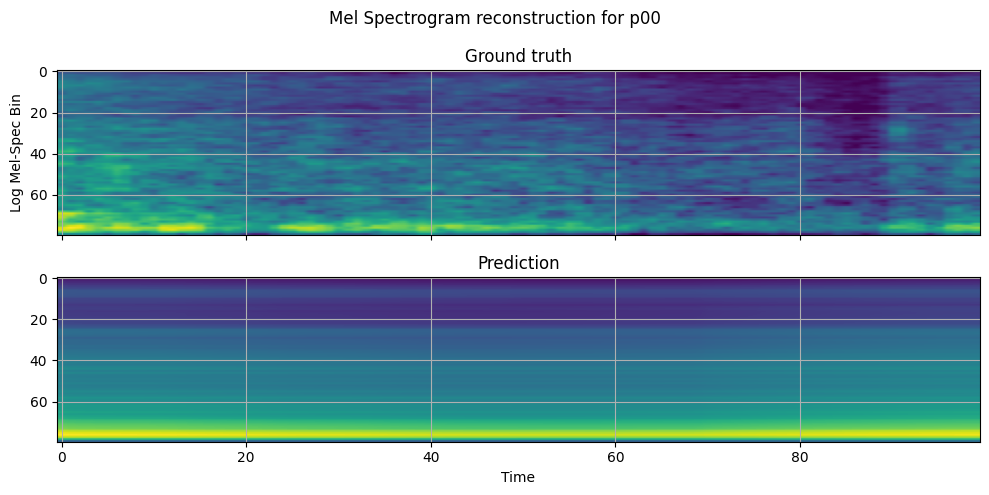 Mel Spectrogram reconstruction for p00
Ground truth
0
20
40
60
Log Mel-Spec Bin
Prediction
0
20
40
60
0 20 40 60 80
Time